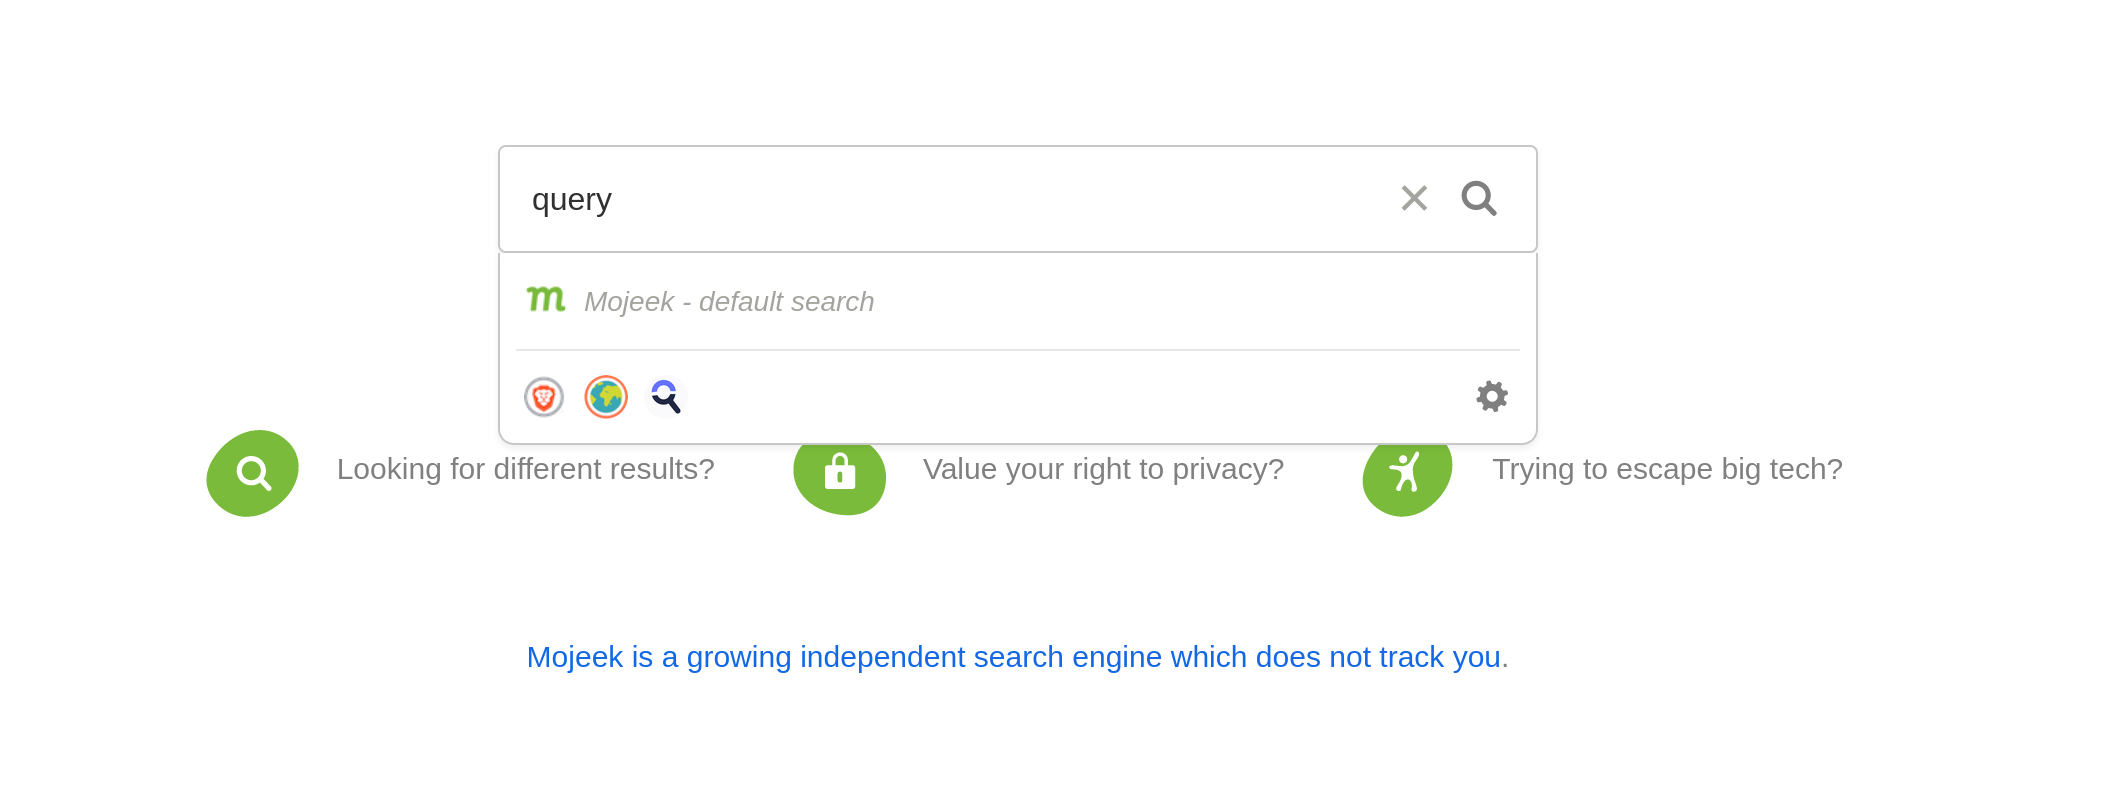 query
Mojeek - default search
Looking for different results?
Value your right to privacy?
Trying to escape big tech?
Mojeek is a growing independent search engine which does not track you.